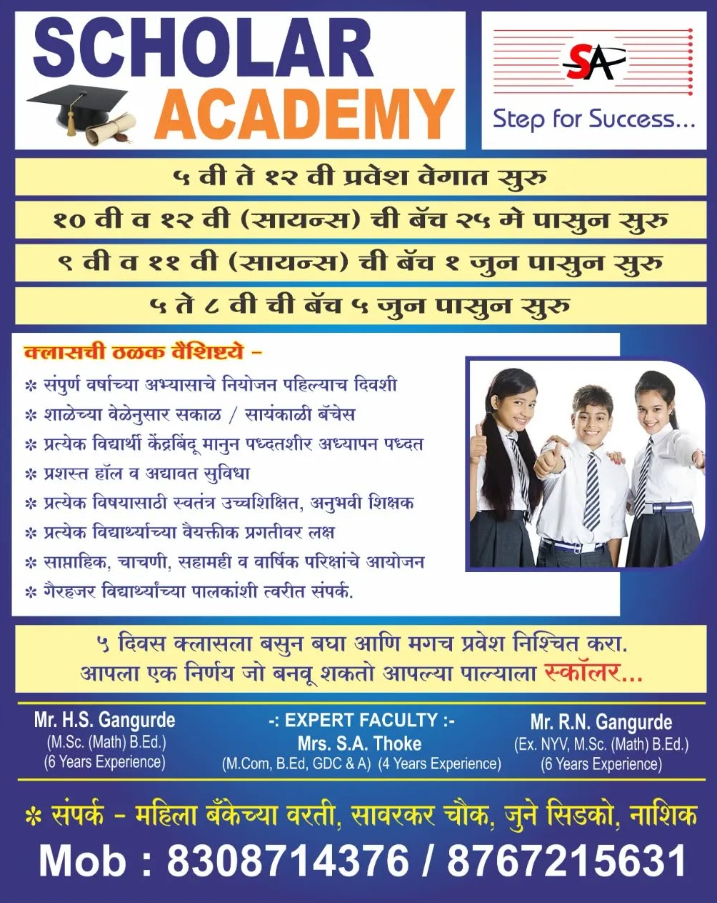 SCHOLAR
ACADEMY
SA
Step for Success...
५ वी ते १२ वी प्रवेश वेगात सुरु
१० वी व १२ वी (सायन्स) ची बॅच २५ मे पासुन सुरु
९ वी व ११ वी (सायन्स) ची बॅच १ जुन पासुन सुरु
५ ते ८ वी ची बॅच ५ जुन पासुन सुरु
क्लासची ठळक वैशिष्टये -
* संपुर्ण वर्षाच्या अभ्यासाचे नियोजन पहिल्याच दिवशी
* शाळेच्या वेळेनुसार सकाळ / सायंकाळी बॅचेस
* प्रत्येक विद्यार्थी केंद्रबिंदू मानुन पध्दतशीर अध्यापन पध्दत
* प्रशस्त हॉल व अद्यावत सुविधा
* प्रत्येक विषयासाठी स्वतंत्र उच्चशिक्षित, अनुभवी शिक्षक
* प्रत्येक विद्यार्थ्याच्या वैयक्तीक प्रगतीवर लक्ष
* साप्ताहिक, चाचणी, सहामही व वार्षिक परिक्षांचे आयोजन
* गैरहजर विद्यार्थ्यांच्या पालकांशी त्वरीत संपर्क.
५ दिवस क्लासला बसुन बघा आणि मगच प्रवेश निश्चित करा.
आपला एक निर्णय जो बनवू शकतो आपल्या पाल्याला स्कॉलर...
Mr. H.S. Gangurde
(M.Sc. (Math) B.Ed.)
(6 Years Experience)
-: EXPERT FACULTY :-
Mrs. S.A. Thoke
(M.Com, B.Ed, GDC & A) (4 Years Experience)
Mr. R.N. Gangurde
(Ex. NYV, M.Sc. (Math) B.Ed.)
(6 Years Experience)
* संपर्क - महिला बँकेच्या वरती, सावरकर चौक, जुने सिडको, नाशिक
Mob : 8308714376 / 8767215631